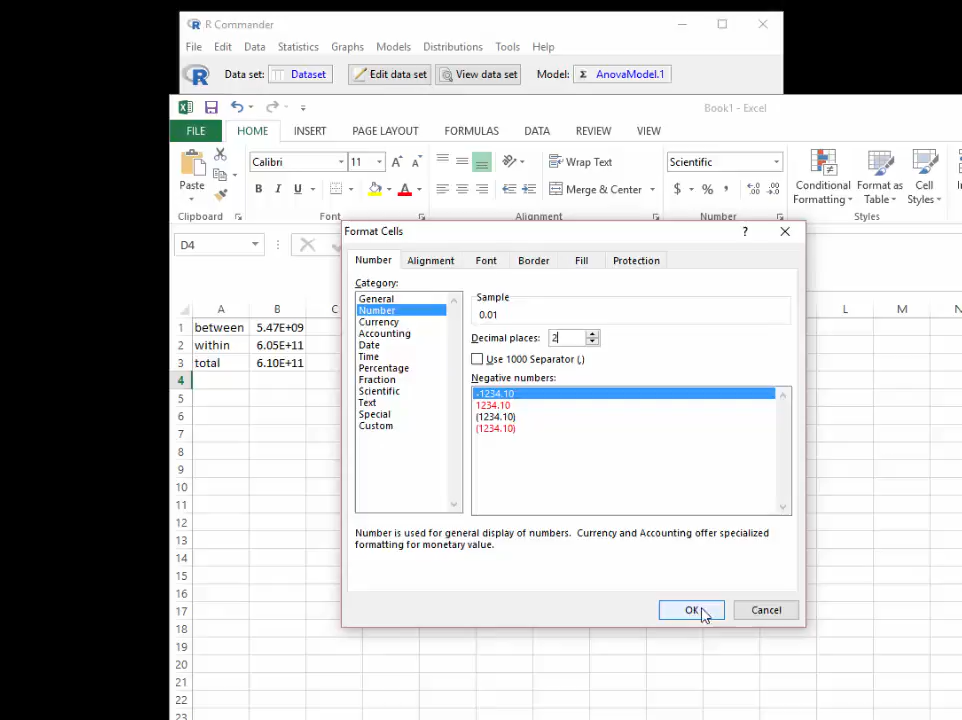 R Commander
File Edit Data Statistics Graphs Models Distributions Tools Help
R Data set: Dataset Edit data set View data set Model: Σ AnovaModel.1
Book1 - Excel
FILE HOME INSERT PAGE LAYOUT FORMULAS DATA REVIEW VIEW
Calibri 11 Wrap Text Scientific
Paste B I U A Merge & Center $ % , Conditional Formatting Format as Table Cell Styles
Clipboard Font Alignment Number Styles
Format Cells ?
D4
Number Alignment Font Border Fill Protection
Category:
General
Number
Currency
Accounting
Date
Time
Percentage
Fraction
Scientific
Text
Special
Custom
Sample
0.01
Decimal places: 2
Use 1000 Separator (,)
Negative numbers:
-1234.10
1234.10
(1234.10)
(1234.10)
Number is used for general display of numbers. Currency and Accounting offer specialized
formatting for monetary value.
OK Cancel
A B C L M
1 between 5.47E+09
2 within 6.05E+11
3 total 6.10E+11
4
5
6
7
8
9
10
11
12
13
14
15
16
17
18
19
20
21
22